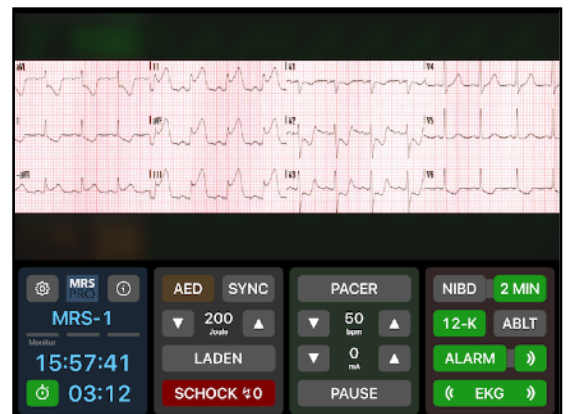 aVL II V1 V4
I aVF V2 V5
-aVR III V3 V6
MRS
PRO
AED SYNC
PACER
NIBD 2 MIN
MRS-1
200
Joule
50
bpm
12-K ABLT
Monitor
15:57:41
LADEN
0
mA
ALARM
03:12
SCHOCK 0
PAUSE
EKG